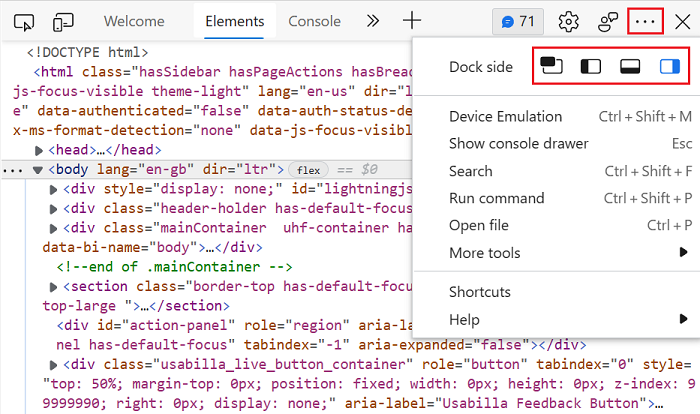 Welcome Elements Console 71
<!DOCTYPE html>
<html class="hasSidebar hasPageActions hasBrea
js-focus-visible theme-light" lang="en-us" dir="l
e" data-authenticated="false" data-auth-status-de
x-ms-format-detection="none" data-js-focus-visibl
<head>…</head>
… <body lang="en-gb" dir="ltr"> flex == $0
<div style="display: none;" id="lightningjs
<div class="header-holder has-default-focus
<div class="mainContainer uhf-container ha
data-bi-name="body">…</div>
<!--end of .mainContainer -->
<section class="border-top has-default-focu
top-large ">…</section>
<div id="action-panel" role="region" aria-la
nel has-default-focus" tabindex="-1" aria-expanded="false"></div>
<div class="usabilla_live_button_container" role="button" tabindex="0" style=
"top: 50%; margin-top: 0px; position: fixed; width: 0px; height: 0px; z-index: 9
9999990; right: 0px; display: none;" aria-label="Usabilla Feedback Button">…
Dock side
Device Emulation Ctrl + Shift + M
Show console drawer Esc
Search Ctrl + Shift + F
Run command Ctrl + Shift + P
Open file Ctrl + P
More tools
Shortcuts
Help